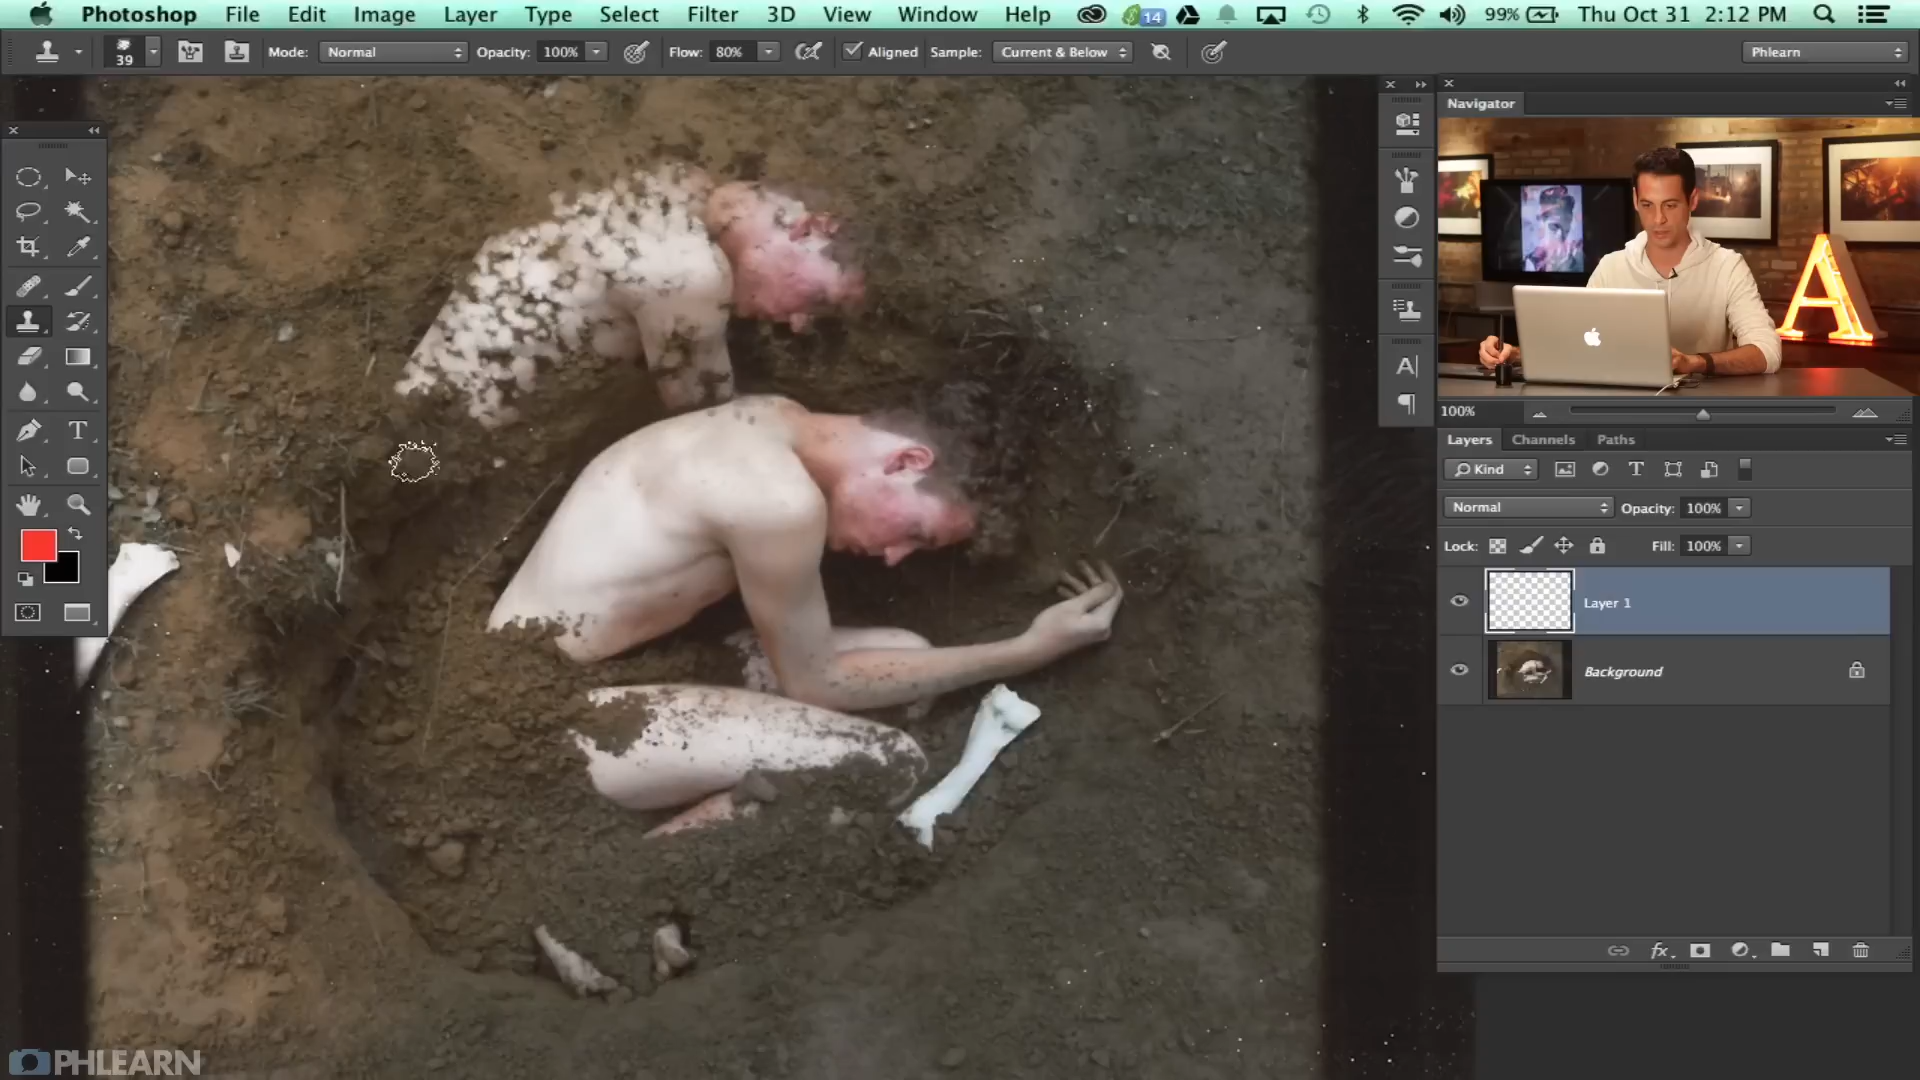 Photoshop File Edit Image Layer Type Select Filter 3D View Window Help 14 99% Thu Oct 31 2:12 PM
39 Mode: Normal Opacity: 100% Flow: 80% Aligned Sample: Current & Below Phlearn
Navigator
A
100%
Layers Channels Paths
Kind
Normal Opacity: 100%
Lock: Fill: 100%
Layer 1
Background
fx
PHLEARN